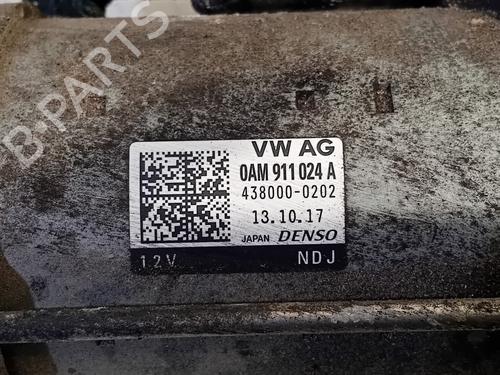 B-PARTS
VW AG
0AM 911 024 A
438000-0202
13.10.17
JAPAN DENSO
12V NDJ